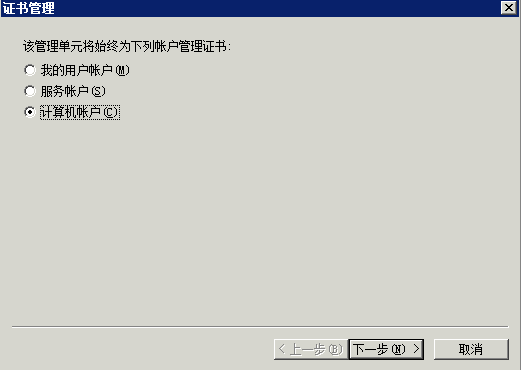 证书管理
该管理单元将始终为下列帐户管理证书:
我的用户帐户(M)
服务帐户(S)
计算机帐户(C)
< 上一步(B) 下一步(N) > 取消